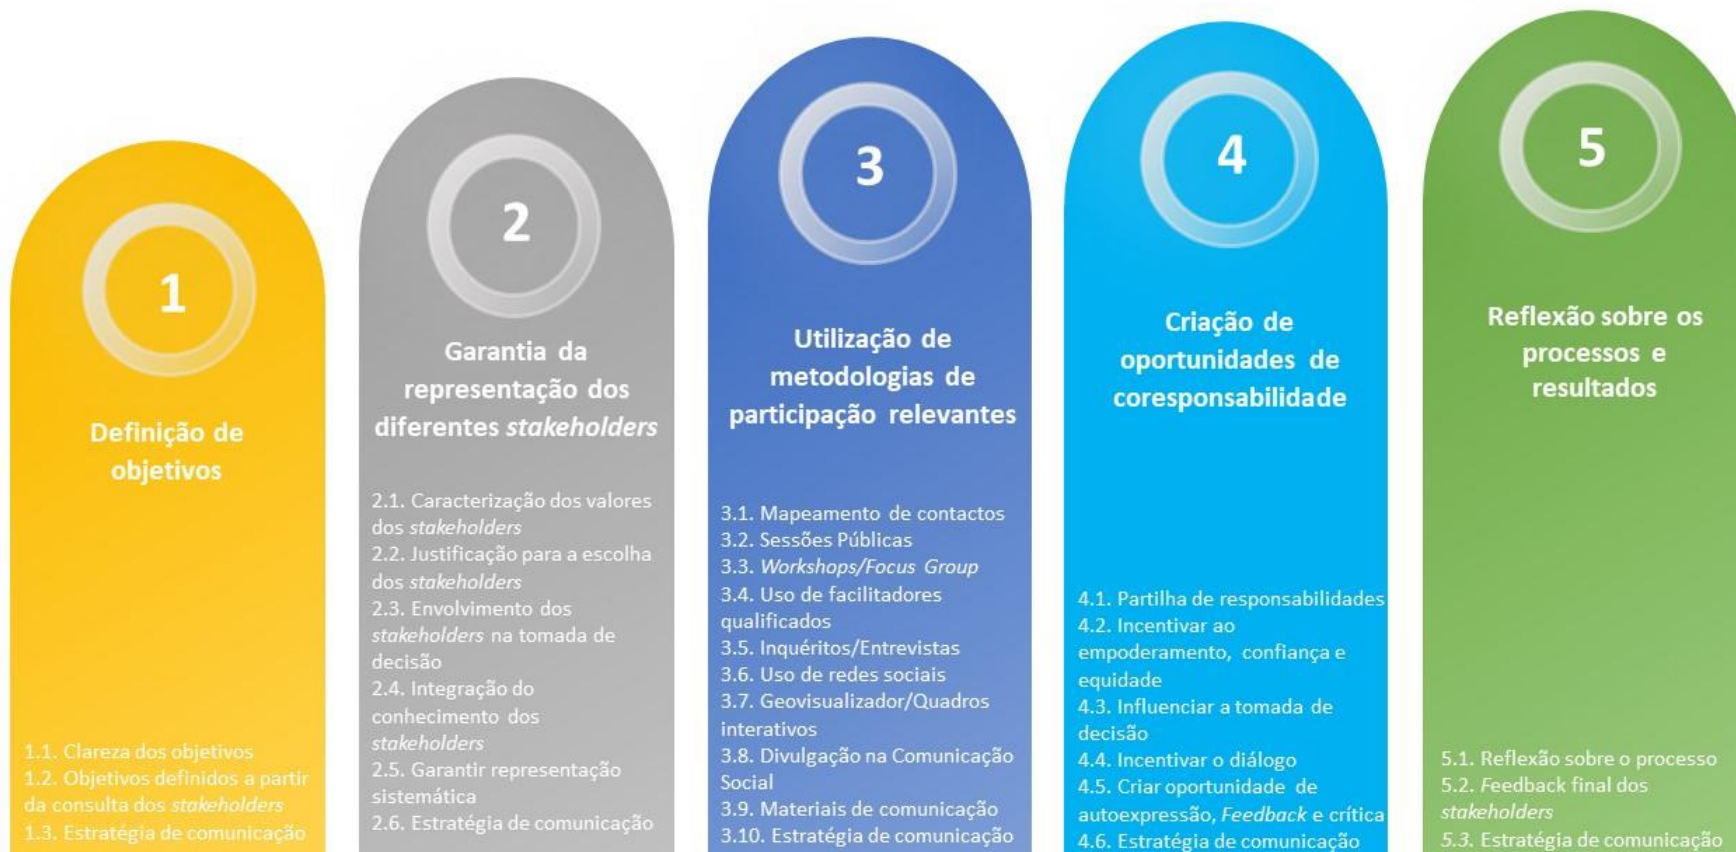 1
Definição de
objetivos
1.1. Clareza dos objetivos
1.2. Objetivos definidos a partir
da consulta dos stakeholders
1.3. Estratégia de comunicação
2
Garantia da
representação dos
diferentes stakeholders
2.1. Caracterização dos valores
dos stakeholders
2.2. Justificação para a escolha
dos stakeholders
2.3. Envolvimento dos
stakeholders na tomada de
decisão
2.4. Integração do
conhecimento dos
stakeholders
2.5. Garantir representação
sistemática
2.6. Estratégia de comunicação
3
Utilização de
metodologias de
participação relevantes
3.1. Mapeamento de contactos
3.2. Sessões Públicas
3.3. Workshops/Focus Group
3.4. Uso de facilitadores
qualificados
3.5. Inquéritos/Entrevistas
3.6. Uso de redes sociais
3.7. Geovisualizador/Quadros
interativos
3.8. Divulgação na Comunicação
Social
3.9. Materiais de comunicação
3.10. Estratégia de comunicação
4
Criação de
oportunidades de
coresponsabilidade
4.1. Partilha de responsabilidades
4.2. Incentivar ao
empoderamento, confiança e
equidade
4.3. Influenciar a tomada de
decisão
4.4. Incentivar o diálogo
4.5. Criar oportunidade de
autoexpressão, Feedback e crítica
4.6. Estratégia de comunicação
5
Reflexão sobre os
processos e
resultados
5.1. Reflexão sobre o processo
5.2. Feedback final dos
stakeholders
5.3. Estratégia de comunicação